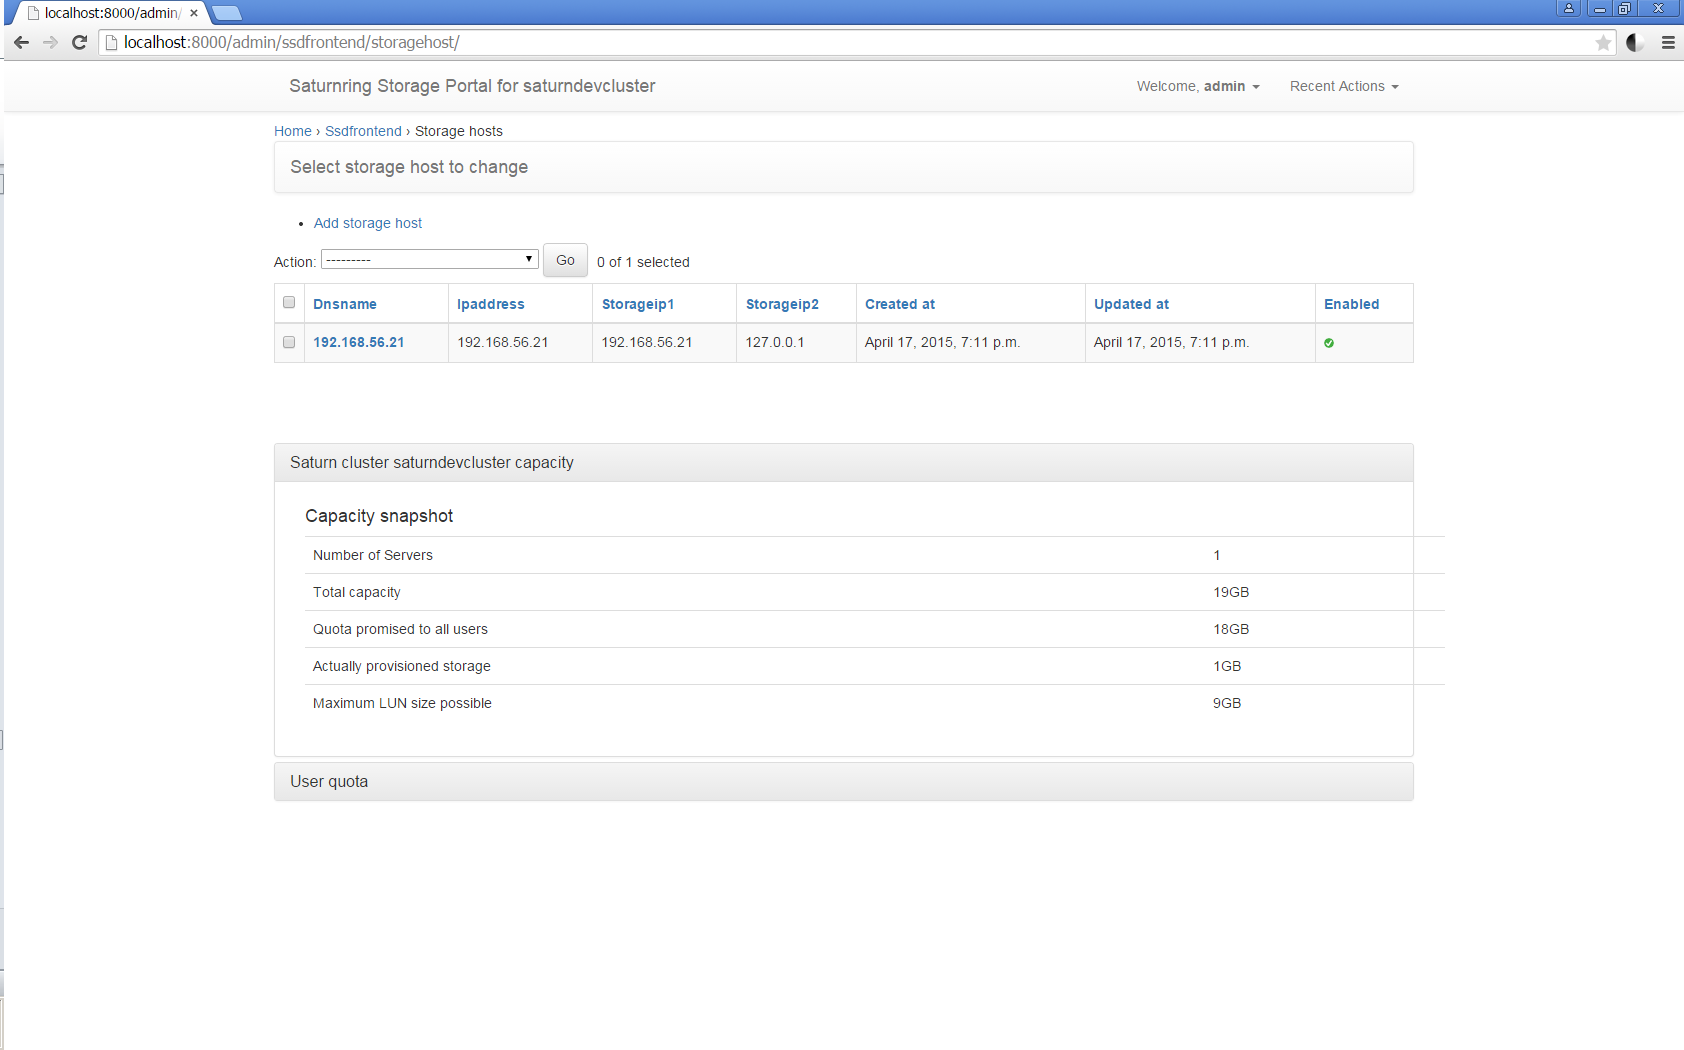 localhost:8000/admin/
localhost:8000/admin/ssdfrontend/storagehost/
Saturnring Storage Portal for saturndevcluster Welcome, admin Recent Actions
Home › Ssdfrontend › Storage hosts
Select storage host to change
• Add storage host
Action: --------- Go 0 of 1 selected
Dnsname Ipaddress Storageip1 Storageip2 Created at Updated at Enabled
192.168.56.21 192.168.56.21 192.168.56.21 127.0.0.1 April 17, 2015, 7:11 p.m. April 17, 2015, 7:11 p.m.
Saturn cluster saturndevcluster capacity
Capacity snapshot
Number of Servers 1
Total capacity 19GB
Quota promised to all users 18GB
Actually provisioned storage 1GB
Maximum LUN size possible 9GB
User quota